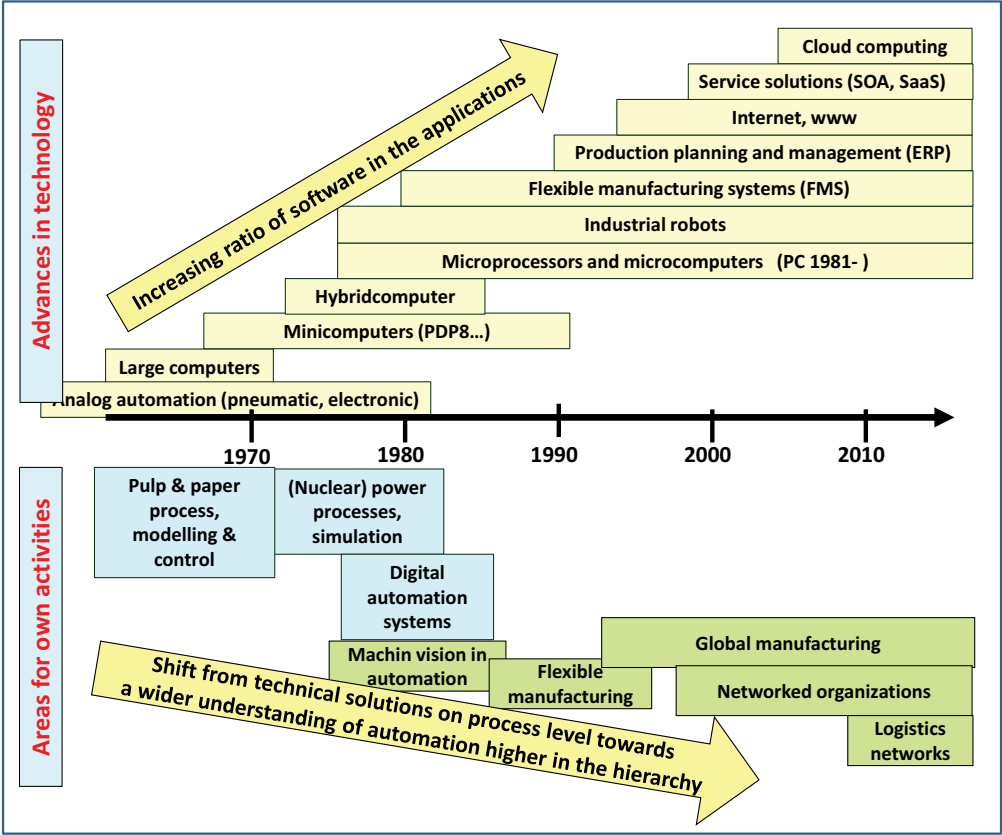 Advances in technology
Increasing ratio of software in the applications
Cloud computing
Service solutions (SOA, SaaS)
Internet, www
Production planning and management (ERP)
Flexible manufacturing systems (FMS)
Industrial robots
Microprocessors and microcomputers (PC 1981- )
Hybridcomputer
Minicomputers (PDP8...)
Large computers
Analog automation (pneumatic, electronic)
1970
1980
1990
2000
2010
Areas for own activities
Pulp & paper
process,
modelling &
control
(Nuclear) power
processes,
simulation
Digital
automation
systems
Machin vision in
automation
Flexible
manufacturing
Global manufacturing
Networked organizations
Logistics
networks
Shift from technical solutions on process level towards
a wider understanding of automation higher in the hierarchy